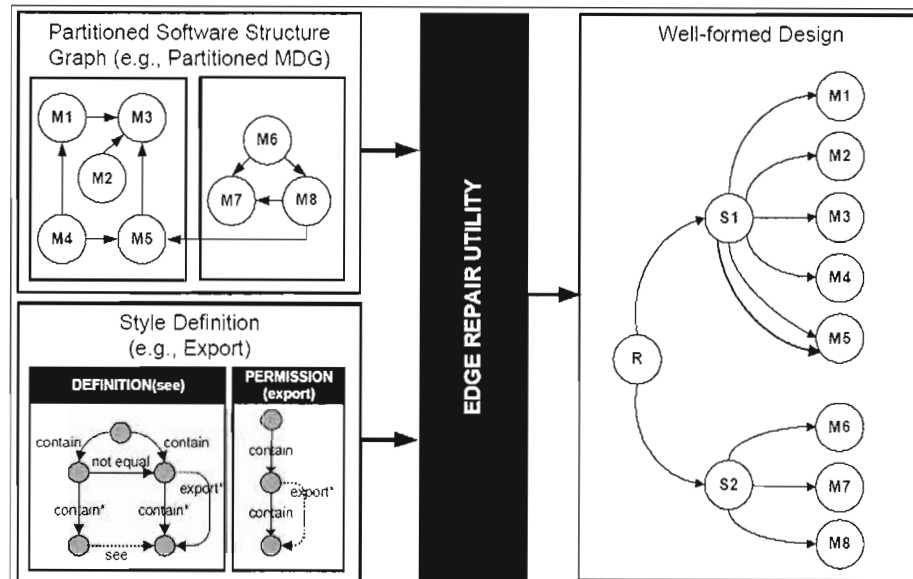 Partitioned Software Structure
Graph (e.g., Partitioned MDG)
M1
M3
M2
M4
M5
M6
M7
M8
Style Definition
(e.g., Export)
DEFINITION(see)
contain
contain
not equal
export*
contain*
contain*
see
PERMISSION
(export)
contain
export*
contain
EDGE REPAIR UTILITY
Well-formed Design
R
S1
S2
M1
M2
M3
M4
M5
M6
M7
M8